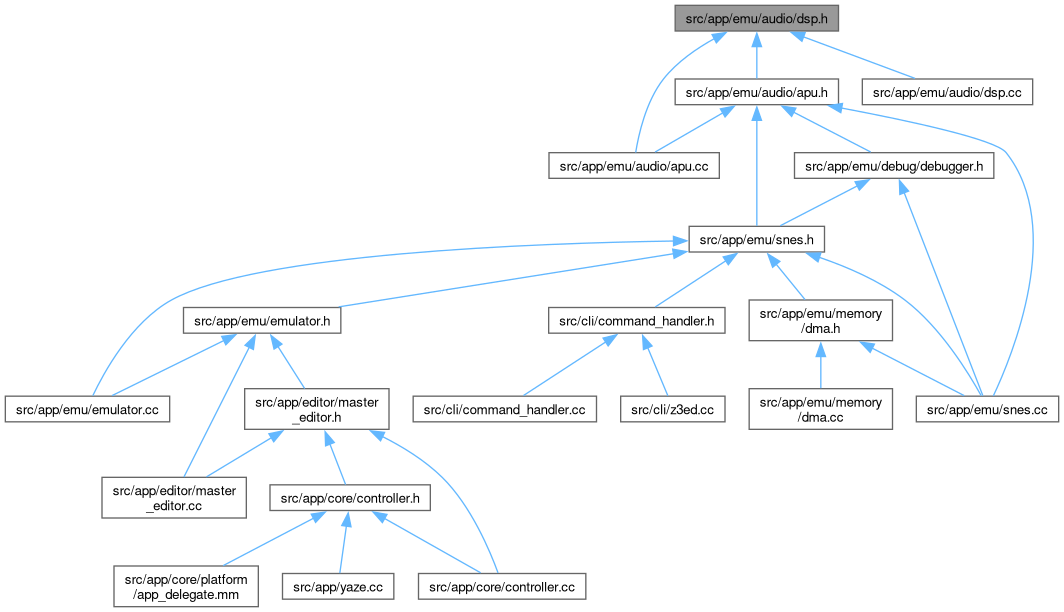 src/app/emu/audio/dsp.h
src/app/emu/audio/apu.h
src/app/emu/audio/dsp.cc
src/app/emu/audio/apu.cc
src/app/emu/debug/debugger.h
src/app/emu/snes.h
src/app/emu/emulator.h
src/cli/command_handler.h
src/app/emu/memory
/dma.h
src/app/emu/emulator.cc
src/app/editor/master
_editor.h
src/cli/command_handler.cc
src/cli/z3ed.cc
src/app/emu/memory
/dma.cc
src/app/emu/snes.cc
src/app/editor/master
_editor.cc
src/app/core/controller.h
src/app/core/platform
/app_delegate.mm
src/app/yaze.cc
src/app/core/controller.cc